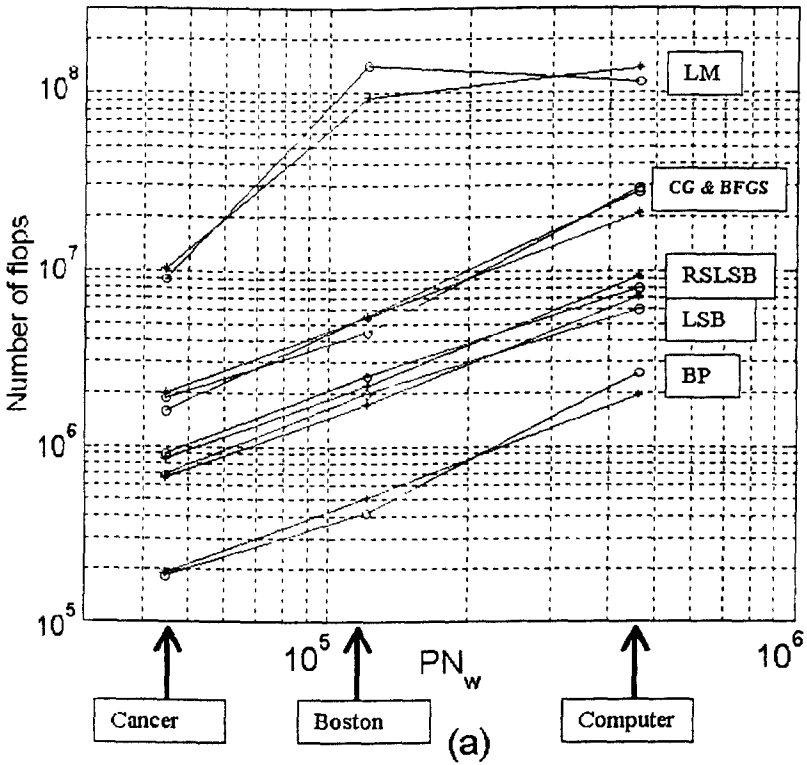 10^8
LM
CG & BFGS
10^7
RSLSB
LSB
BP
Number of flops
10^6
10^5
10^5
PN_w
10^6
Cancer
Boston
Computer
(a)